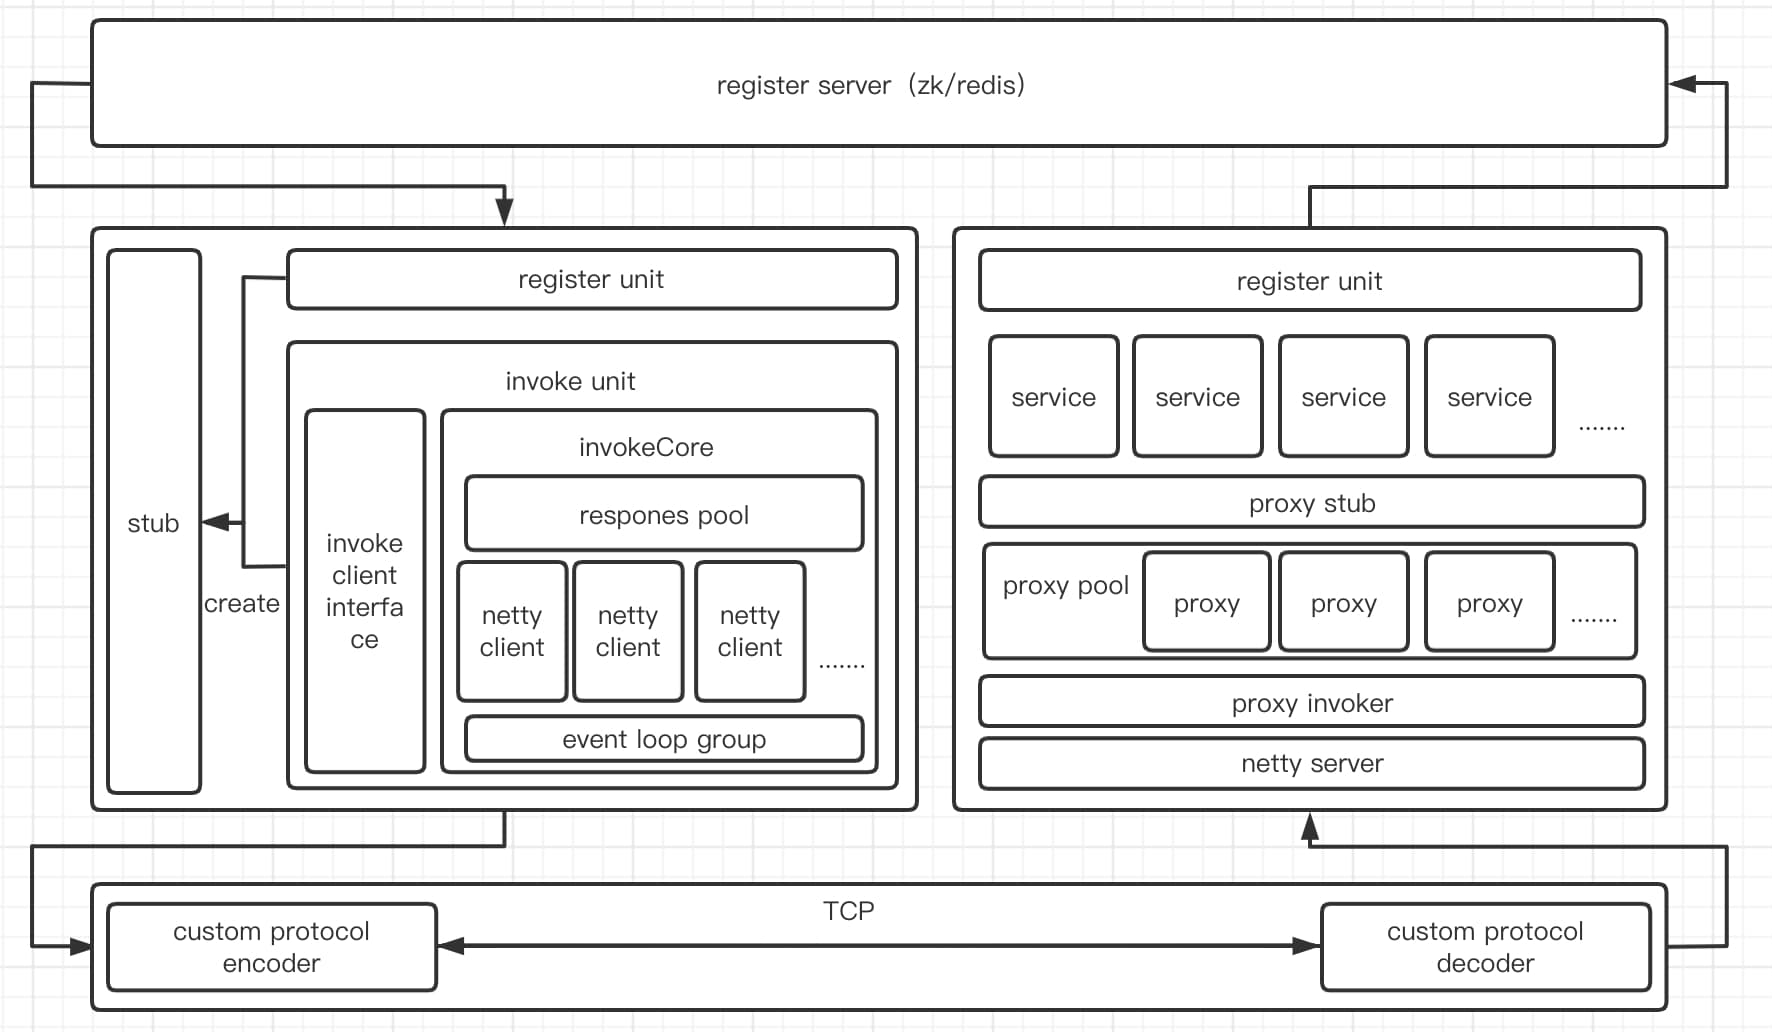 register server（zk/redis）
register unit
invoke unit
invokeCore
respones pool
stub
create
invoke
client
interfa
ce
netty
client
netty
client
netty
client
.......
event loop group
register unit
service
service
service
service
.......
proxy stub
proxy pool
proxy
proxy
proxy
.......
proxy invoker
netty server
TCP
custom protocol
encoder
custom protocol
decoder